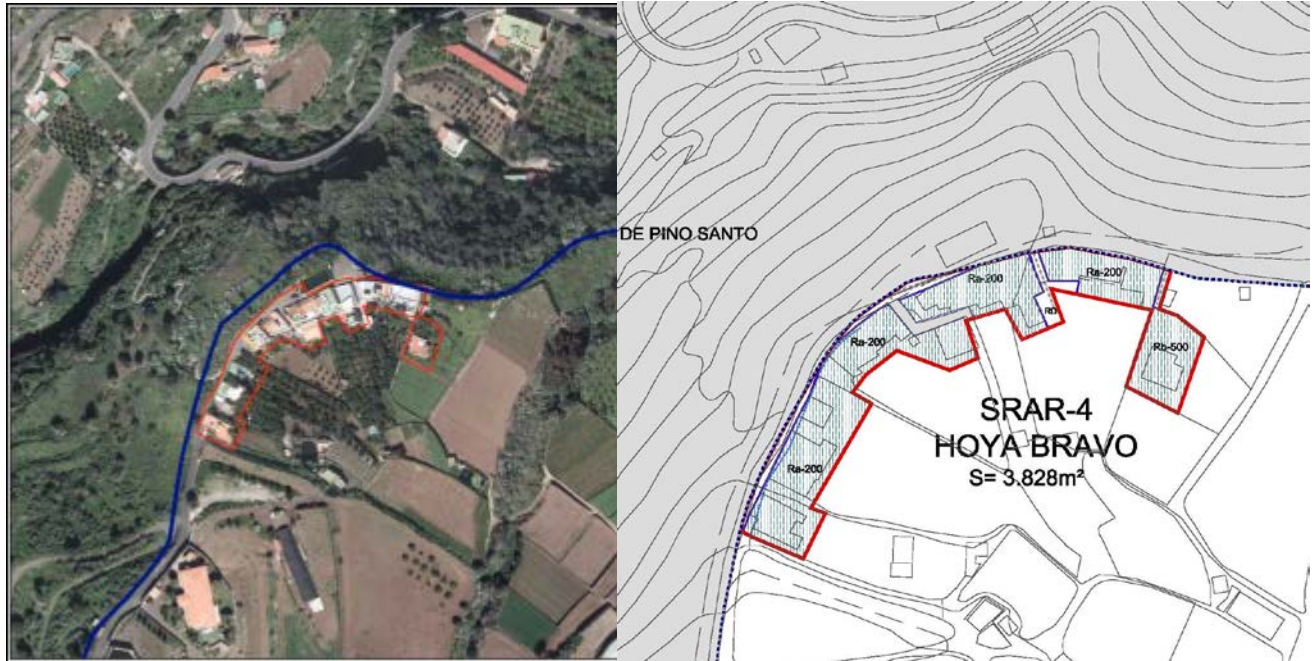 DE PINO SANTO
Ra-200
Ra-200
RD
Ra-200
Rb-500
SRAR-4
HOYA BRAVO
S= 3.828m²
Ra-200